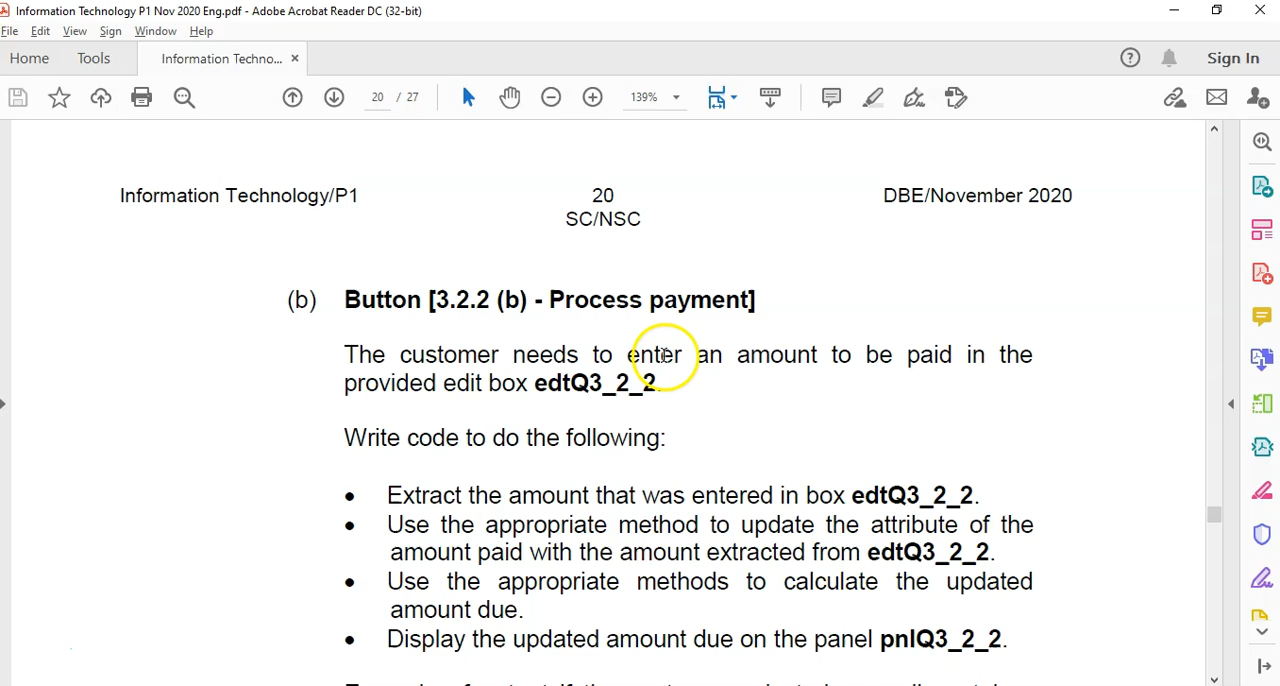 Information Technology P1 Nov 2020 Eng.pdf - Adobe Acrobat Reader DC (32-bit)
File Edit View Sign Window Help
Home Tools Information Techno... × Sign In
20 / 27 139%
Information Technology/P1 20 DBE/November 2020
SC/NSC
(b) Button [3.2.2 (b) - Process payment]
The customer needs to enter an amount to be paid in the
provided edit box edtQ3_2_2.
Write code to do the following:
• Extract the amount that was entered in box edtQ3_2_2.
• Use the appropriate method to update the attribute of the
amount paid with the amount extracted from edtQ3_2_2.
• Use the appropriate methods to calculate the updated
amount due.
• Display the updated amount due on the panel pnlQ3_2_2.